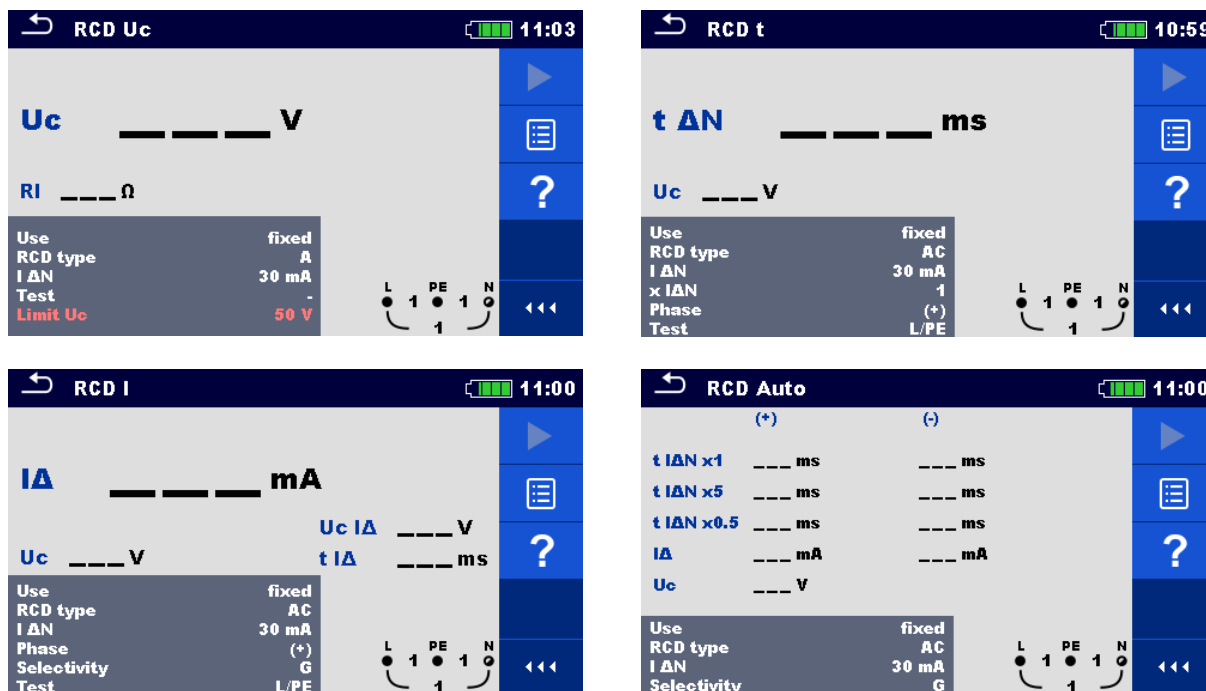 RCD Uc 11:03
Uc ___ V
RI ___ Ω
?
Use fixed
RCD type A
I ΔN 30 mA
Test -
Limit Uc 50 V
L PE N
1 1
1
RCD t 10:59
t ΔN ___ ms
Uc ___ V
?
Use fixed
RCD type AC
I ΔN 30 mA
x IΔN 1
Phase (+)
Test L/PE
L PE N
1 1
1
RCD I 11:00
IΔ ___ mA
Uc IΔ ___ V
Uc ___ V t IΔ ___ ms
?
Use fixed
RCD type AC
I ΔN 30 mA
Phase (+)
Selectivity G
Test L/PE
L PE N
1 1
1
RCD Auto 11:00
(+) (-)
t IΔN x1 ___ ms ___ ms
t IΔN x5 ___ ms ___ ms
t IΔN x0.5 ___ ms ___ ms
IΔ ___ mA ___ mA
Uc ___ V
?
Use fixed
RCD type AC
I ΔN 30 mA
Selectivity G
L PE N
1 1
1